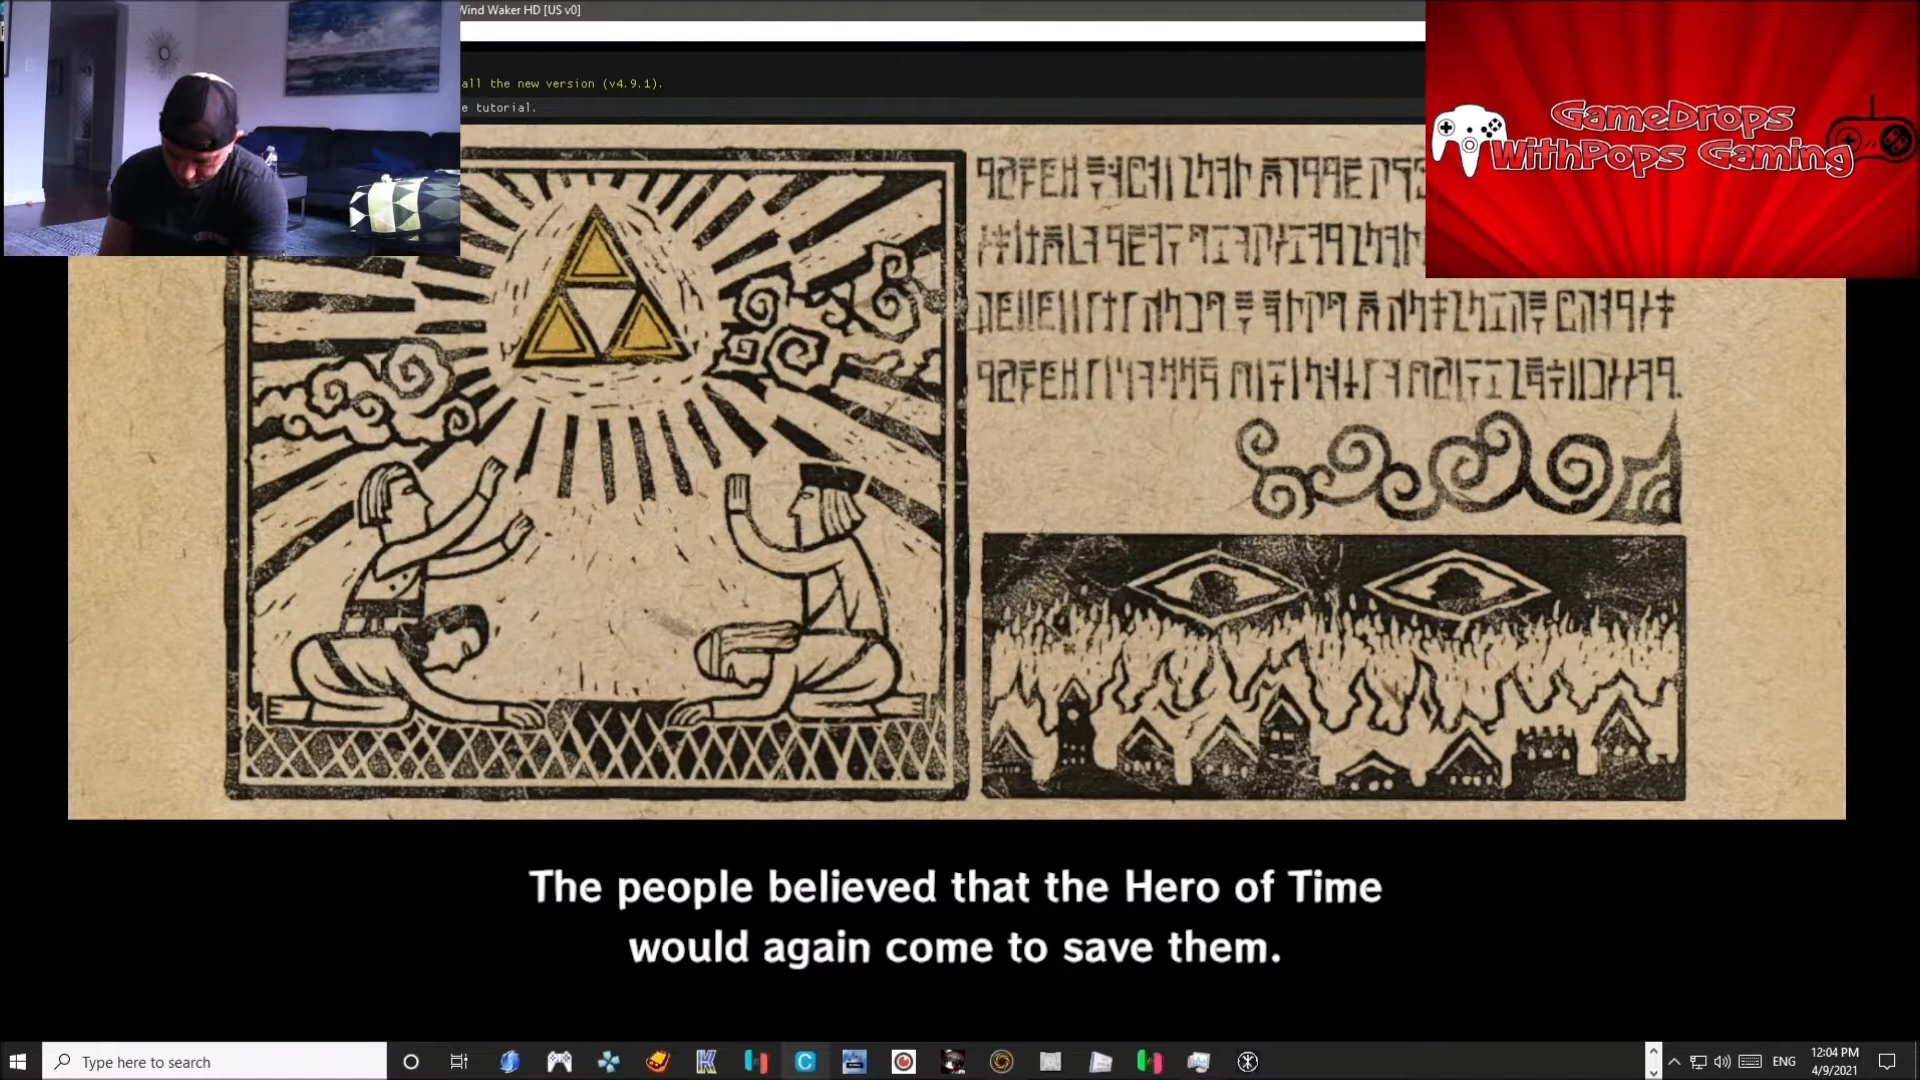 Wind Waker HD [US v0]
all the new version (v4.9.1).
e tutorial.
GameDrops
WithPops Gaming
The people believed that the Hero of Time
would again come to save them.
Type here to search
ENG
12:04 PM
4/9/2021